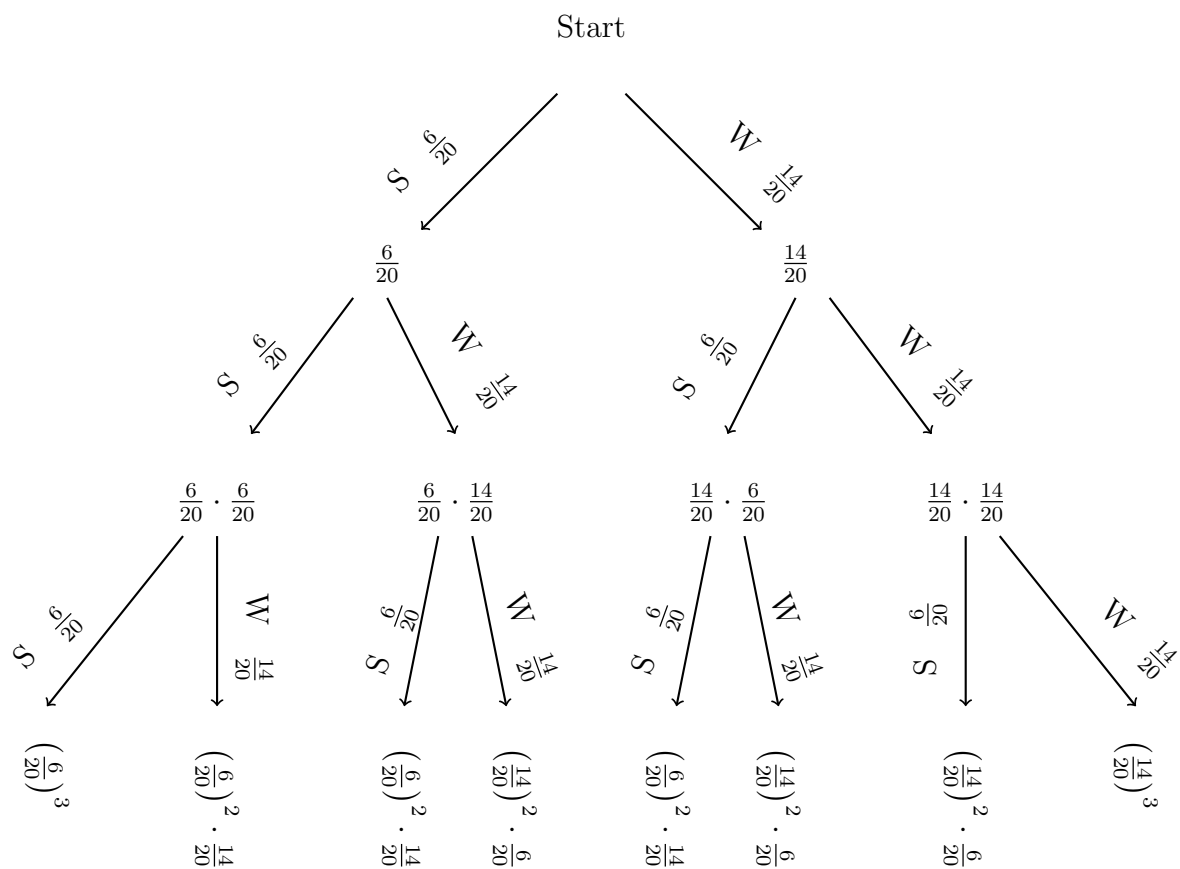 Start
S 6/20
W 14/20
6/20
14/20
S 6/20
W 14/20
S 6/20
W 14/20
6/20 · 6/20
6/20 · 14/20
14/20 · 6/20
14/20 · 14/20
S 6/20
W 14/20
S 6/20
W 14/20
S 6/20
W 14/20
S 6/20
W 14/20
(6/20)³
(6/20)² · 14/20
(6/20)² · 14/20
(14/20)² · 6/20
(6/20)² · 14/20
(14/20)² · 6/20
(14/20)² · 6/20
(14/20)³